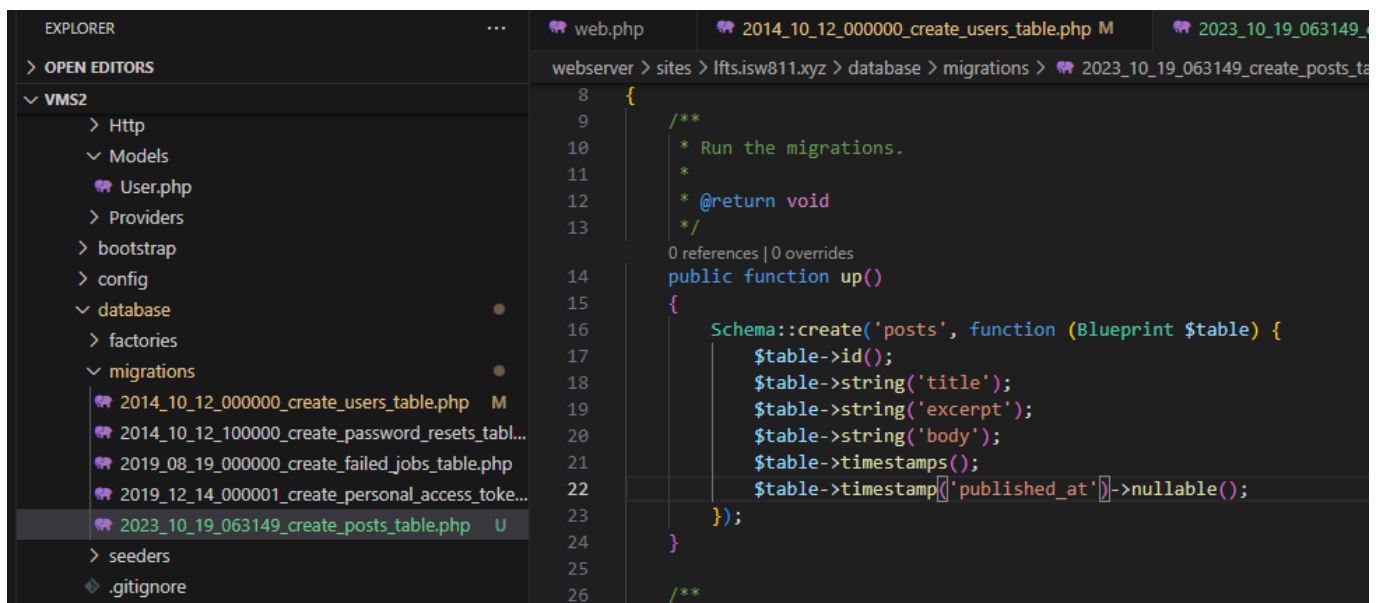 EXPLORER ...
OPEN EDITORS
VMS2
Http
Models
User.php
Providers
bootstrap
config
database
factories
migrations
2014_10_12_000000_create_users_table.php M
2014_10_12_100000_create_password_resets_tabl...
2019_08_19_000000_create_failed_jobs_table.php
2019_12_14_000001_create_personal_access_toke...
2023_10_19_063149_create_posts_table.php U
seeders
.gitignore
web.php 2014_10_12_000000_create_users_table.php M 2023_10_19_063149_
webserver > sites > lfts.isw811.xyz > database > migrations > 2023_10_19_063149_create_posts_ta
8 {
9 /**
10 * Run the migrations.
11 *
12 * @return void
13 */
0 references | 0 overrides
14 public function up()
15 {
16 Schema::create('posts', function (Blueprint $table) {
17 $table->id();
18 $table->string('title');
19 $table->string('excerpt');
20 $table->string('body');
21 $table->timestamps();
22 $table->timestamp('published_at')->nullable();
23 });
24 }
25
26 /**